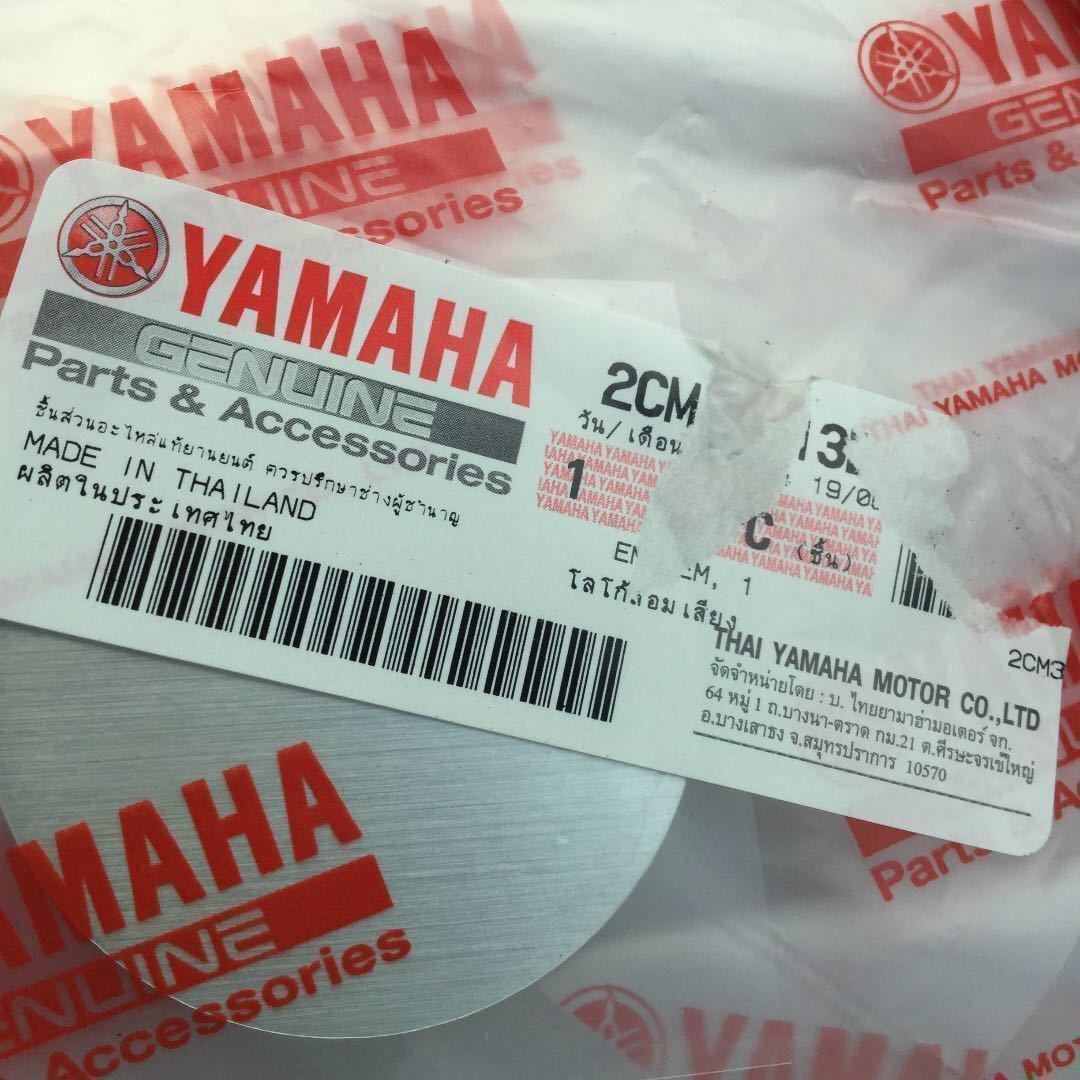 YAMAHA
GENUINE
Parts & Accessories
YAMAHA
GENUINE
Parts &
THAI YAMAHA
THAI YAMAHA MO
YAMAHA
GENUINE
Parts & Accessories
ชิ้นส่วนอะไหล่แท้ยานยนต์ ควรปรึกษาช่างผู้ชำนาญ
MADE IN THAILAND
ผลิตในประเทศไทย
2CM
วัน/เดือน
19/0
1
C (ชิ้น)
EM, 1
2CM3
THAI YAMAHA MOTOR CO.,LTD
จัดจำหน่ายโดย : บ. ไทยยามาฮ่ามอเตอร์ จก.
64 หมู่ 1 ถ.บางนา-ตราด กม.21 ต.ศีรษะจรเข้ใหญ่
อ.บางเสาธง จ.สมุทรปราการ 10570
AMAHA
GENUINE
Accessories
Parts
YAMAHA
MOT